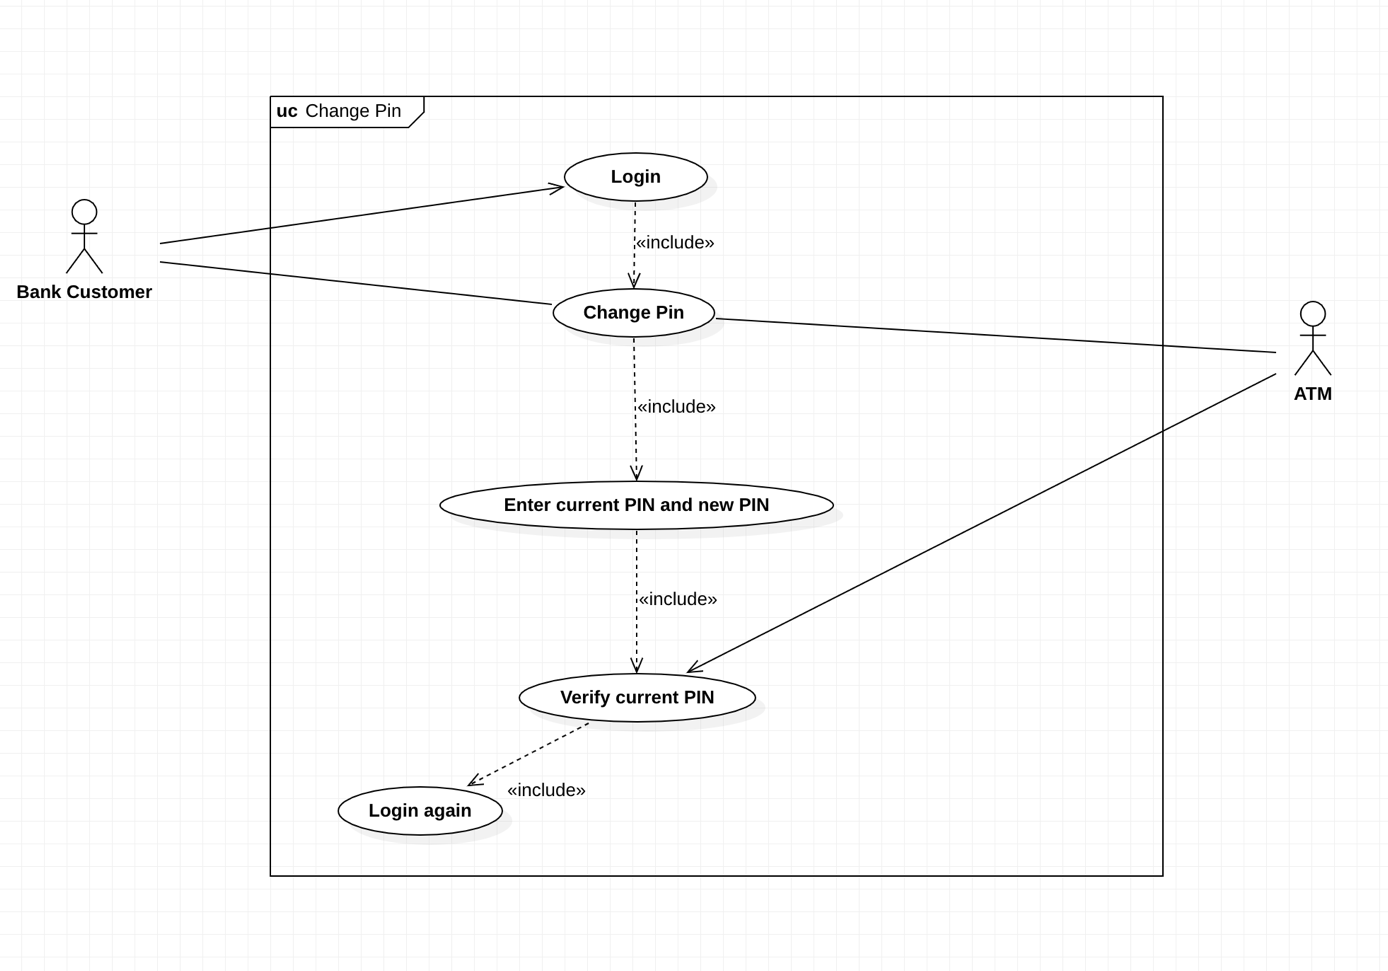 uc Change Pin
Login
«include»
Bank Customer
Change Pin
ATM
«include»
Enter current PIN and new PIN
«include»
Verify current PIN
«include»
Login again